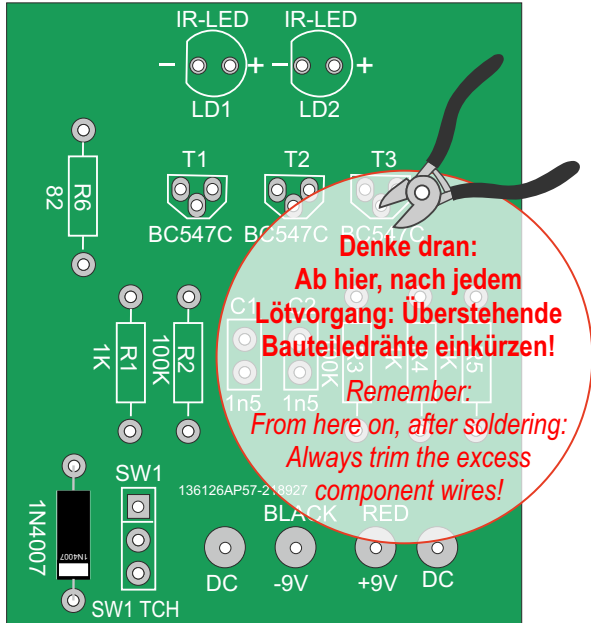 IR-LED IR-LED
− + − +
LD1 LD2
T1 T2 T3
BC547C BC547C BC547C
R6
82
Denke dran:
Ab hier, nach jedem
Lötvorgang: Überstehende
Bauteiledrähte einkürzen!
Remember:
From here on, after soldering:
Always trim the excess
component wires!
C1 C2
R1 R2
1K 100K
1n5 1n5
SW1
136126AP57-218927
1N4007
1N4007
BLACK RED
DC -9V +9V DC
SW1 TCH